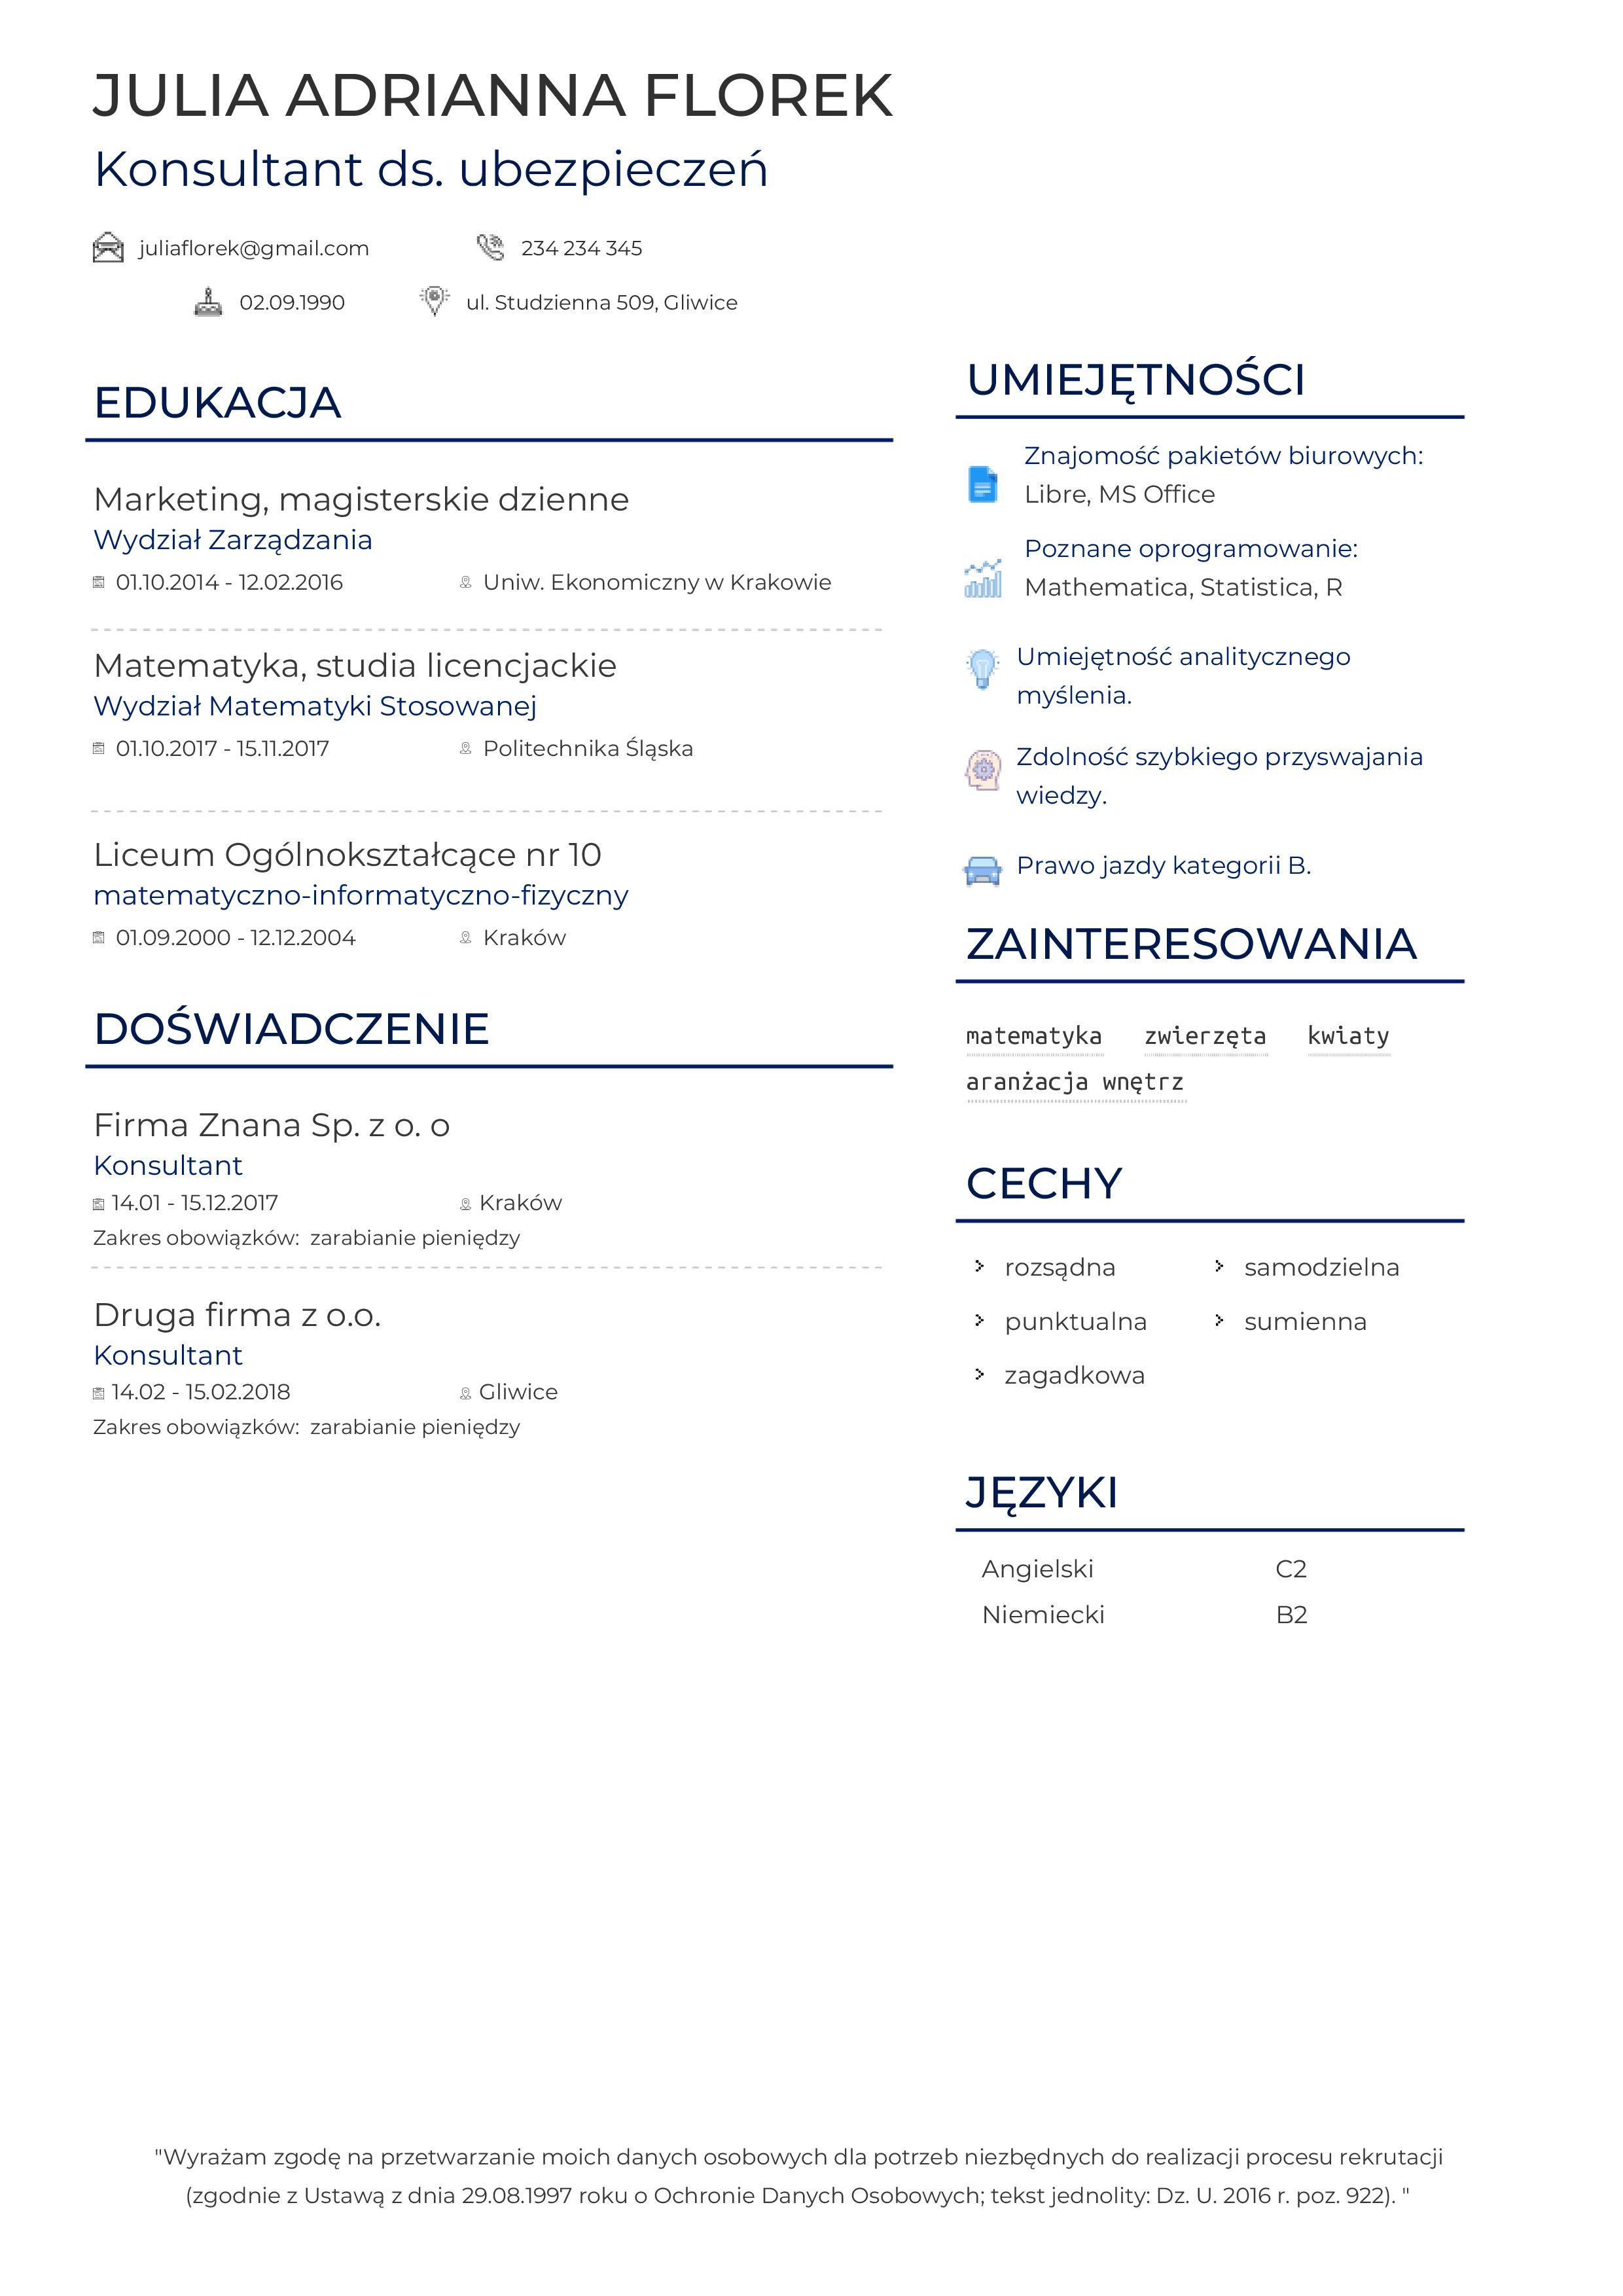 JULIA ADRIANNA FLOREK
Konsultant ds. ubezpieczeń
juliaflorek@gmail.com 234 234 345
02.09.1990 ul. Studzienna 509, Gliwice
EDUKACJA
Marketing, magisterskie dzienne
Wydział Zarządzania
01.10.2014 - 12.02.2016 Uniw. Ekonomiczny w Krakowie
Matematyka, studia licencjackie
Wydział Matematyki Stosowanej
01.10.2017 - 15.11.2017 Politechnika Śląska
Liceum Ogólnokształcące nr 10
matematyczno-informatyczno-fizyczny
01.09.2000 - 12.12.2004 Kraków
DOŚWIADCZENIE
Firma Znana Sp. z o. o
Konsultant
14.01 - 15.12.2017 Kraków
Zakres obowiązków: zarabianie pieniędzy
Druga firma z o.o.
Konsultant
14.02 - 15.02.2018 Gliwice
Zakres obowiązków: zarabianie pieniędzy
UMIEJĘTNOŚCI
Znajomość pakietów biurowych:
Libre, MS Office
Poznane oprogramowanie:
Mathematica, Statistica, R
Umiejętność analitycznego
myślenia.
Zdolność szybkiego przyswajania
wiedzy.
Prawo jazdy kategorii B.
ZAINTERESOWANIA
matematyka zwierzęta kwiaty
aranżacja wnętrz
CECHY
rozsądna samodzielna
punktualna sumienna
zagadkowa
JĘZYKI
Angielski C2
Niemiecki B2
"Wyrażam zgodę na przetwarzanie moich danych osobowych dla potrzeb niezbędnych do realizacji procesu rekrutacji
(zgodnie z Ustawą z dnia 29.08.1997 roku o Ochronie Danych Osobowych; tekst jednolity: Dz. U. 2016 r. poz. 922). "